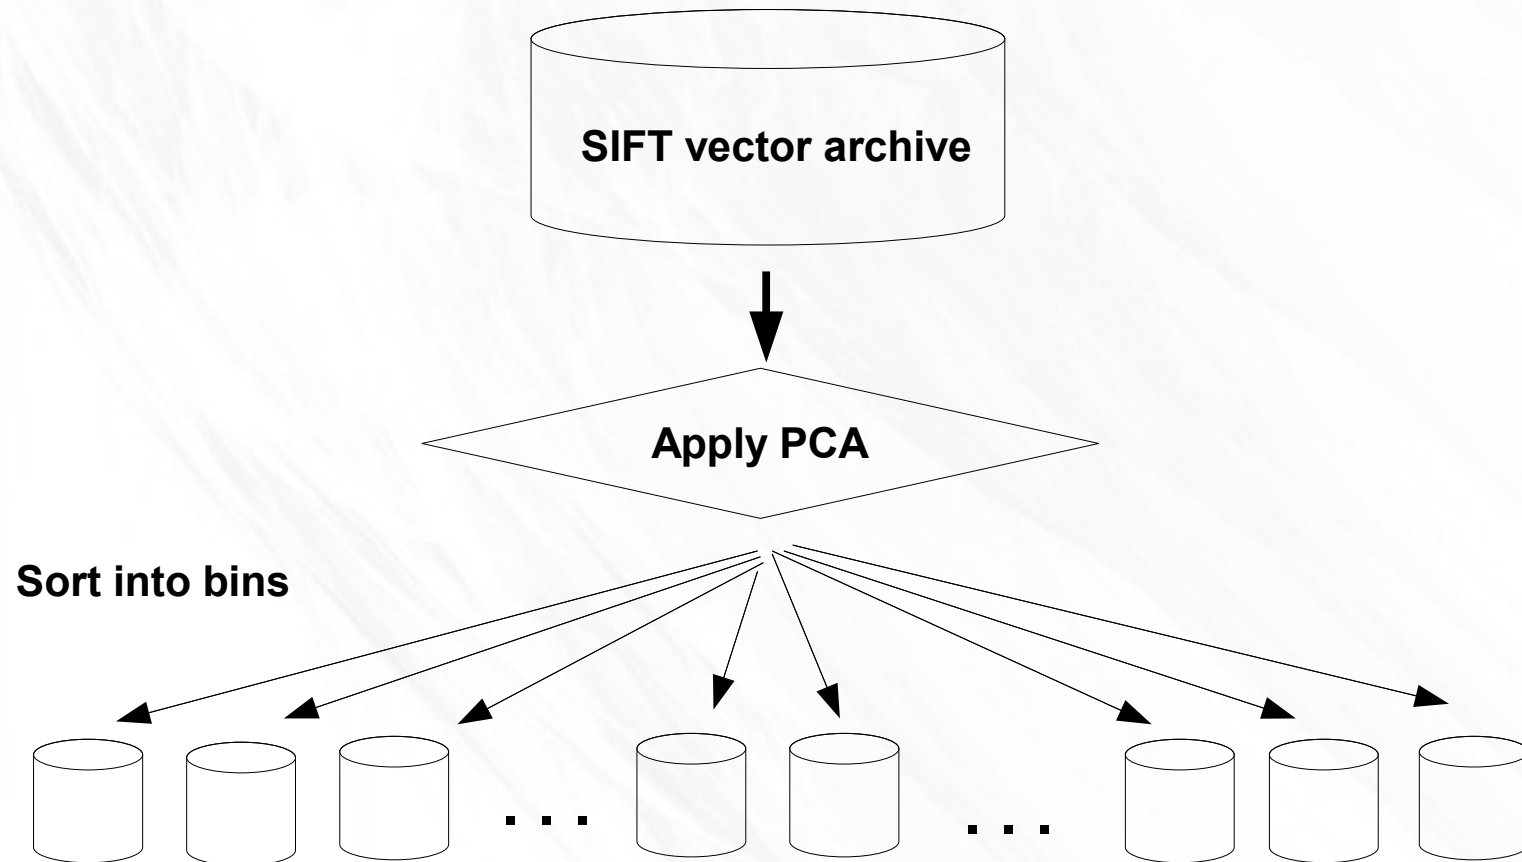 SIFT vector archive
Apply PCA
Sort into bins
. . .
. . .